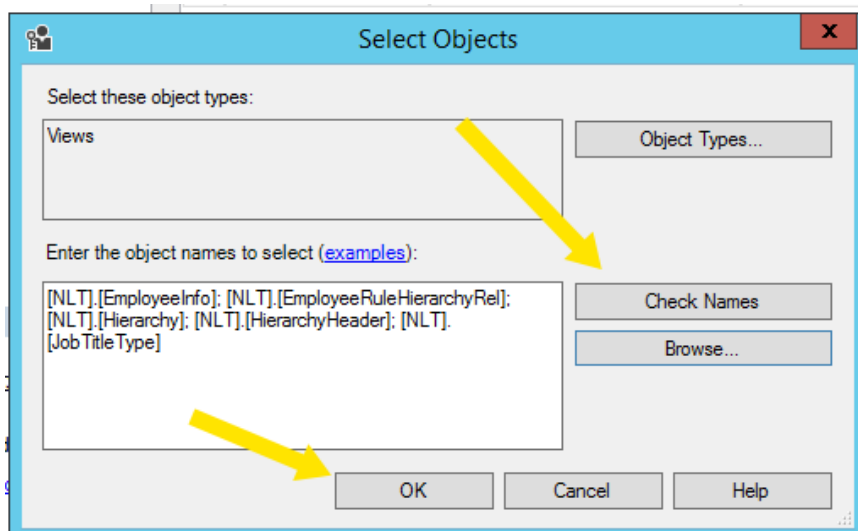 Select Objects
x
Select these object types:
Views
Object Types...
Enter the object names to select (examples):
[NLT].[EmployeeInfo]; [NLT].[EmployeeRuleHierarchyRel];
[NLT].[Hierarchy]; [NLT].[HierarchyHeader]; [NLT].
[JobTitleType]
Check Names
Browse...
OK
Cancel
Help